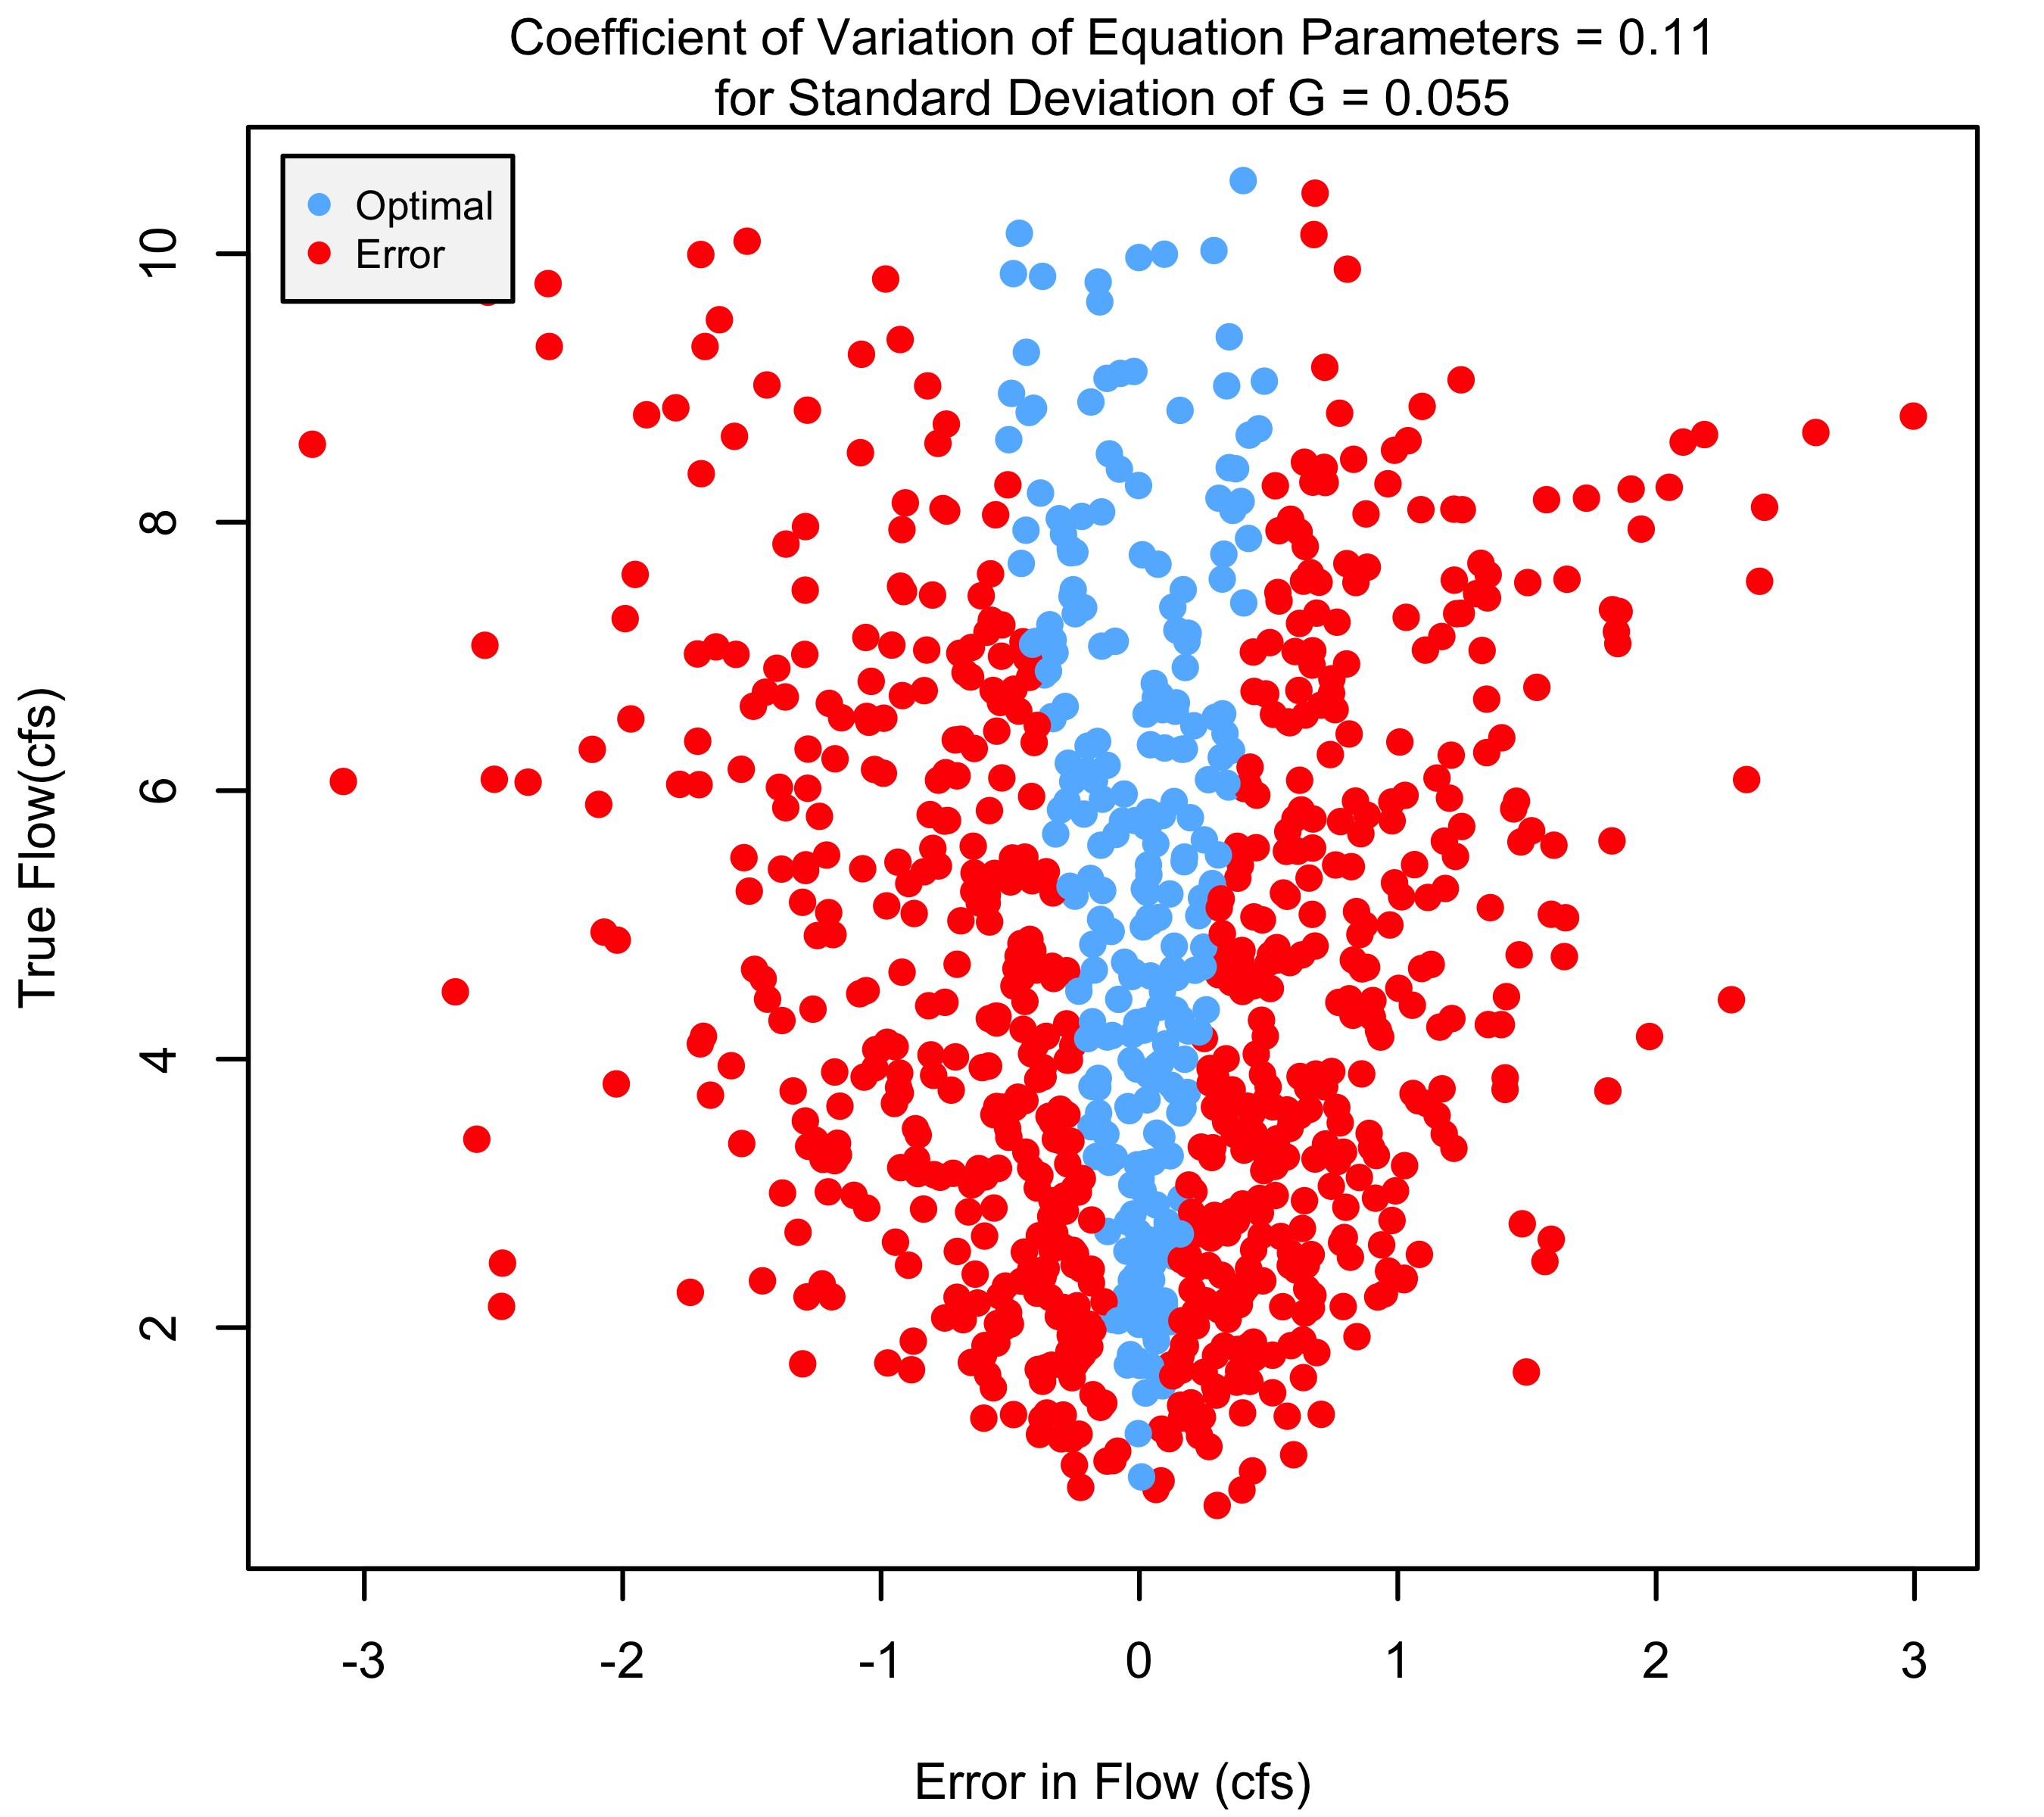 Coefficient of Variation of Equation Parameters = 0.11
for Standard Deviation of G = 0.055
Optimal
Error
True Flow(cfs)
10
8
6
4
2
-3 -2 -1 0 1 2 3
Error in Flow (cfs)